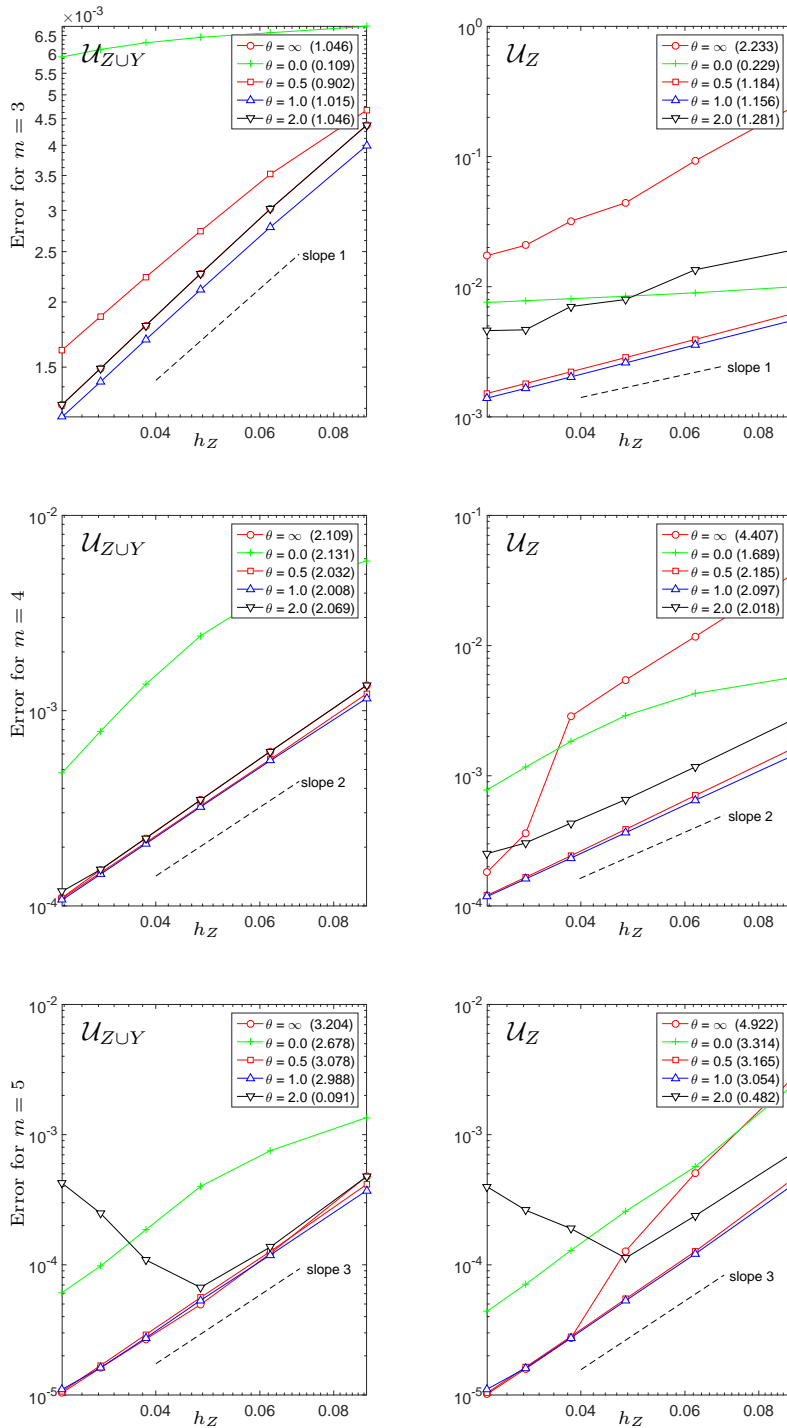 ×10⁻³
6.5
6
5.5
5
4.5
4
3.5
3
2.5
2
1.5
Error for m = 3
𝒰_{Z∪Y}
θ = ∞ (1.046)
θ = 0.0 (0.109)
θ = 0.5 (0.902)
θ = 1.0 (1.015)
θ = 2.0 (1.046)
slope 1
0.04 0.06 0.08
h_Z
10⁰
10⁻¹
10⁻²
10⁻³
𝒰_Z
θ = ∞ (2.233)
θ = 0.0 (0.229)
θ = 0.5 (1.184)
θ = 1.0 (1.156)
θ = 2.0 (1.281)
slope 1
0.04 0.06 0.08
h_Z
10⁻²
10⁻³
10⁻⁴
Error for m = 4
𝒰_{Z∪Y}
θ = ∞ (2.109)
θ = 0.0 (2.131)
θ = 0.5 (2.032)
θ = 1.0 (2.008)
θ = 2.0 (2.069)
slope 2
0.04 0.06 0.08
h_Z
10⁻¹
10⁻²
10⁻³
10⁻⁴
𝒰_Z
θ = ∞ (4.407)
θ = 0.0 (1.689)
θ = 0.5 (2.185)
θ = 1.0 (2.097)
θ = 2.0 (2.018)
slope 2
0.04 0.06 0.08
h_Z
10⁻²
10⁻³
10⁻⁴
10⁻⁵
Error for m = 5
𝒰_{Z∪Y}
θ = ∞ (3.204)
θ = 0.0 (2.678)
θ = 0.5 (3.078)
θ = 1.0 (2.988)
θ = 2.0 (0.091)
slope 3
0.04 0.06 0.08
h_Z
10⁻²
10⁻³
10⁻⁴
10⁻⁵
𝒰_Z
θ = ∞ (4.922)
θ = 0.0 (3.314)
θ = 0.5 (3.165)
θ = 1.0 (3.054)
θ = 2.0 (0.482)
slope 3
0.04 0.06 0.08
h_Z